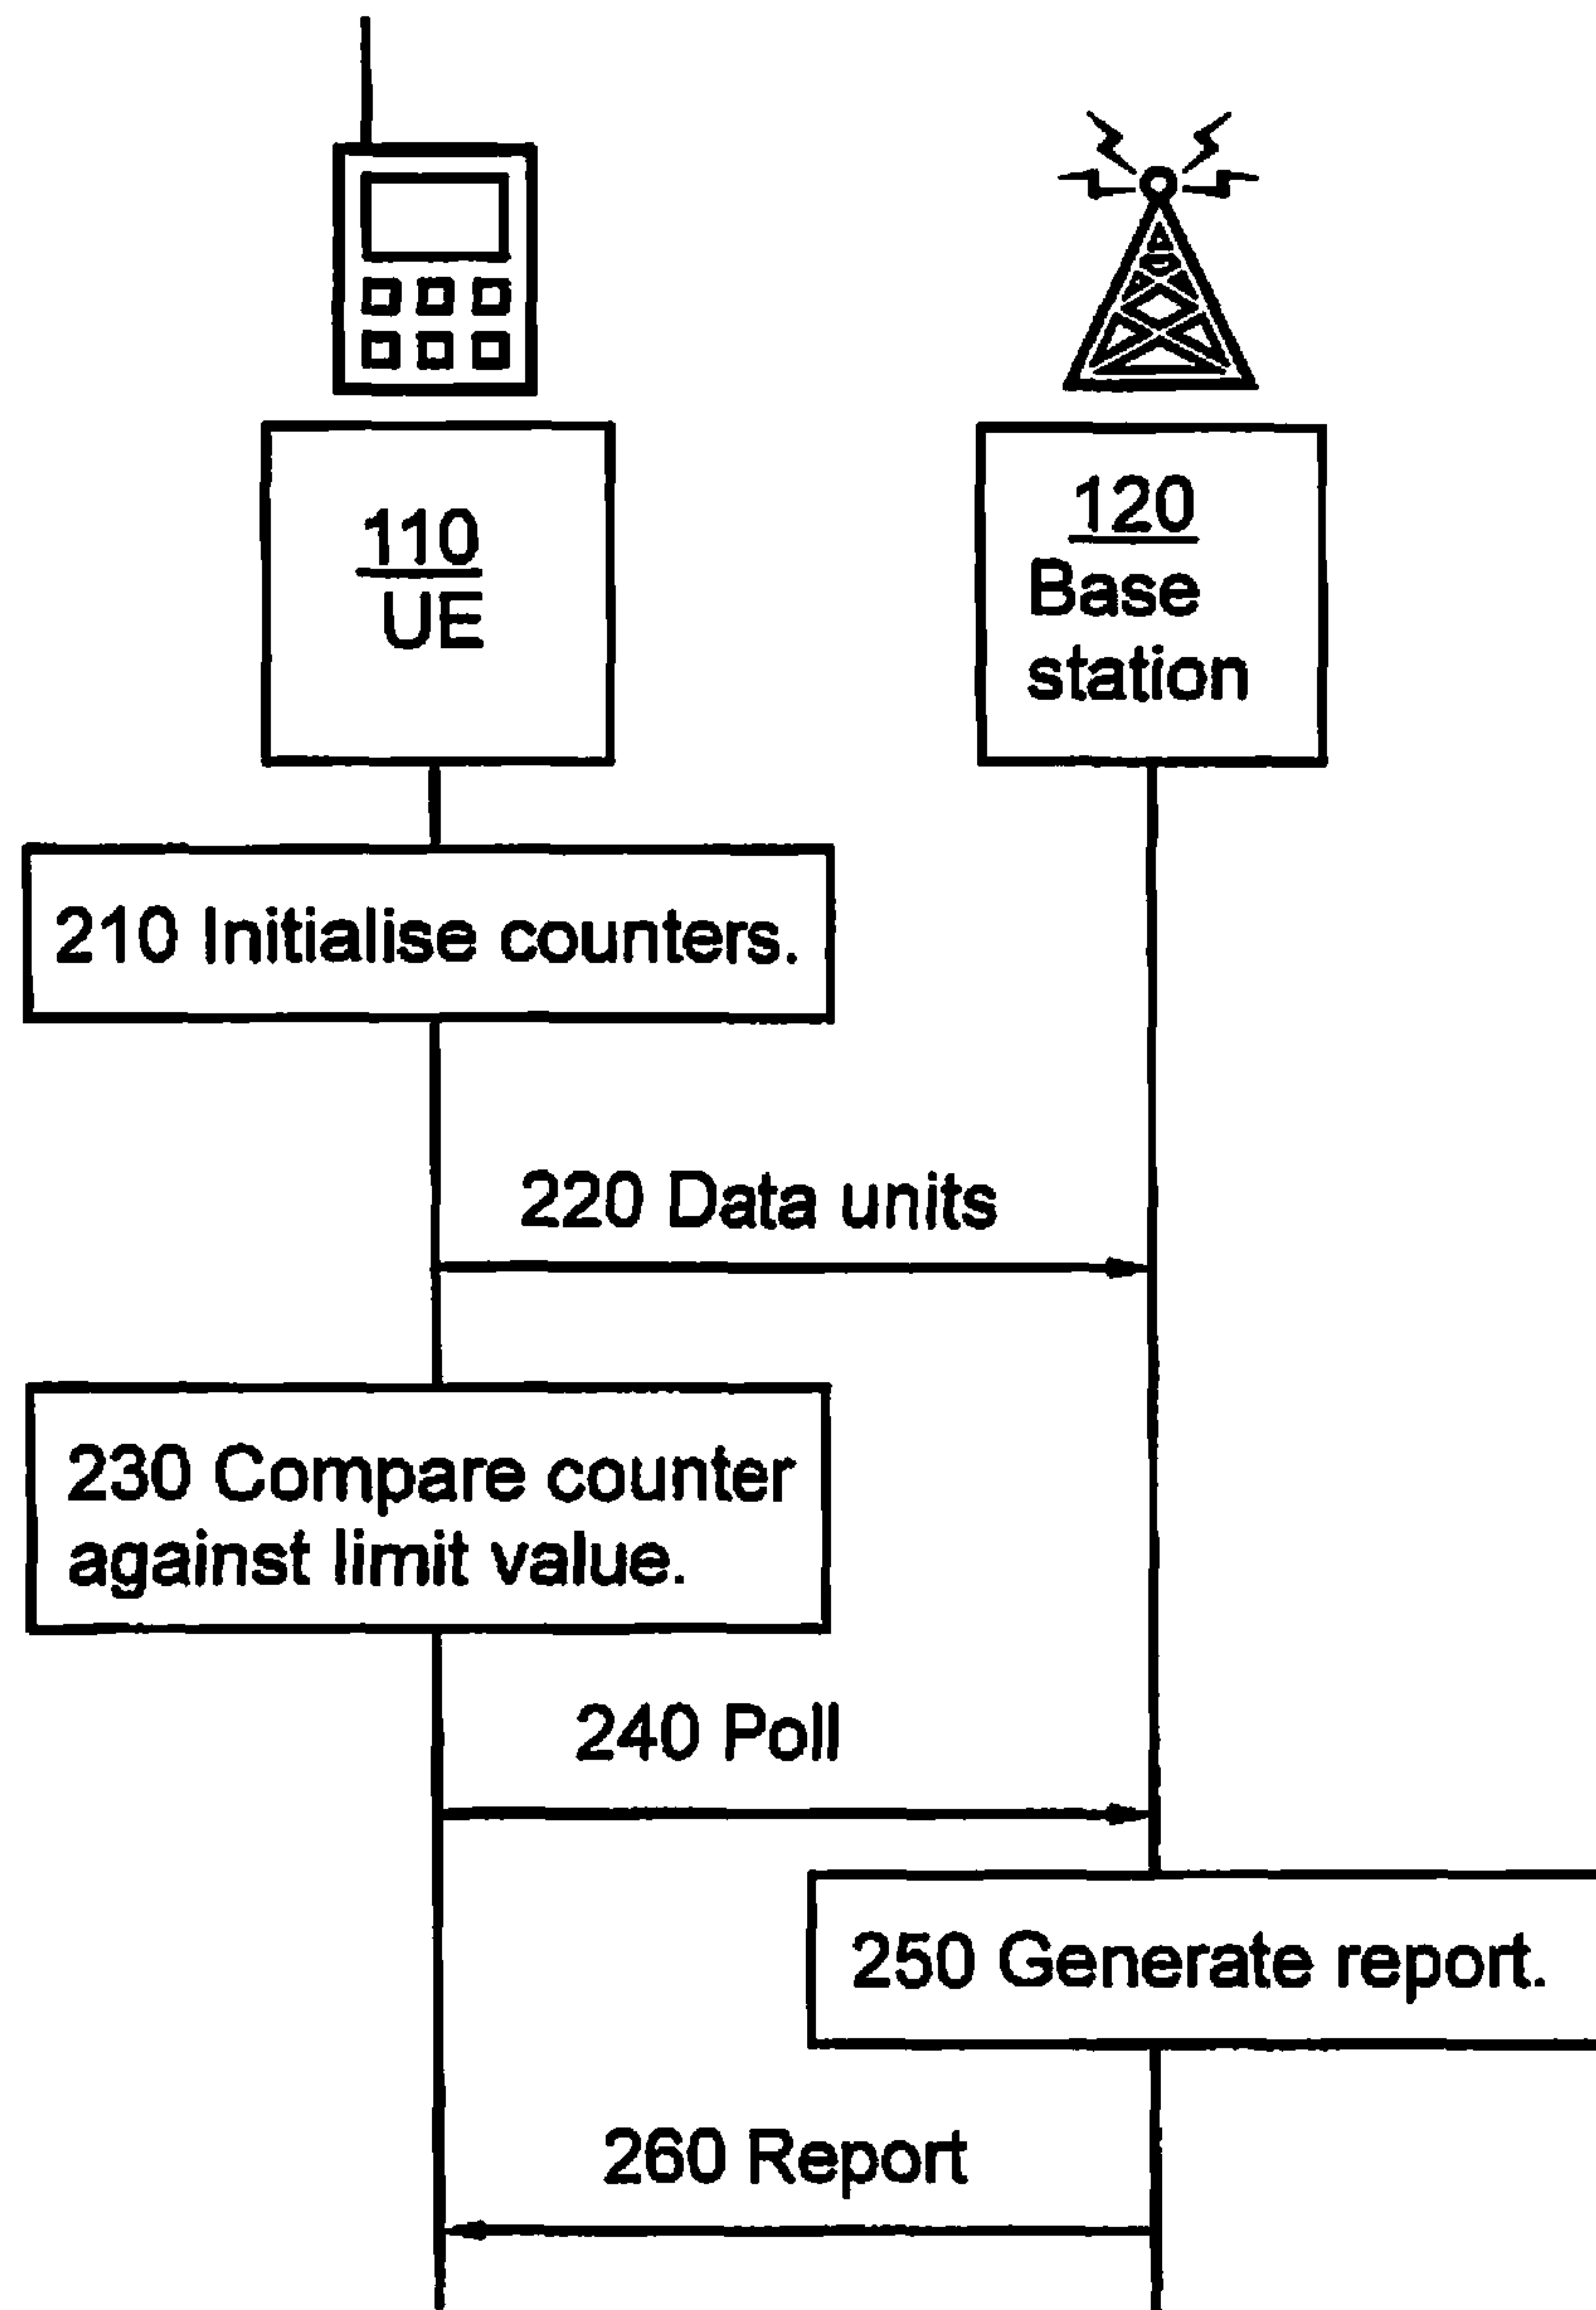 110
UE
120
Base
station
210 Initialise counters.
220 Data units
230 Compare counter
against limit value.
240 Poll
250 Generate report.
260 Report